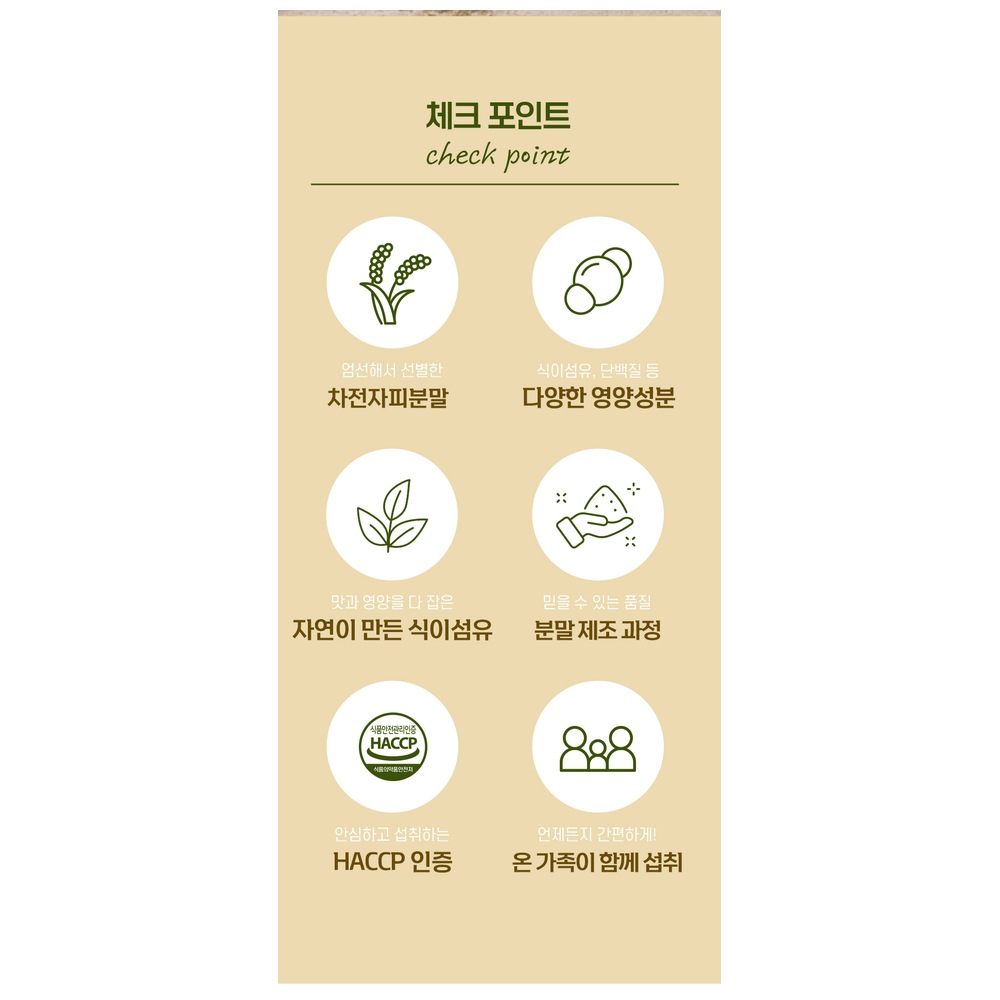 체크 포인트
check point
엄선해서 선별한
차전자피분말
식이섬유, 단백질 등
다양한 영양성분
맛과 영양을 다 잡은
자연이 만든 식이섬유
믿을 수 있는 품질
분말 제조 과정
식품안전관리인증
HACCP
식품의약품안전처
안심하고 섭취하는
HACCP 인증
언제든지 간편하게!
온 가족이 함께 섭취